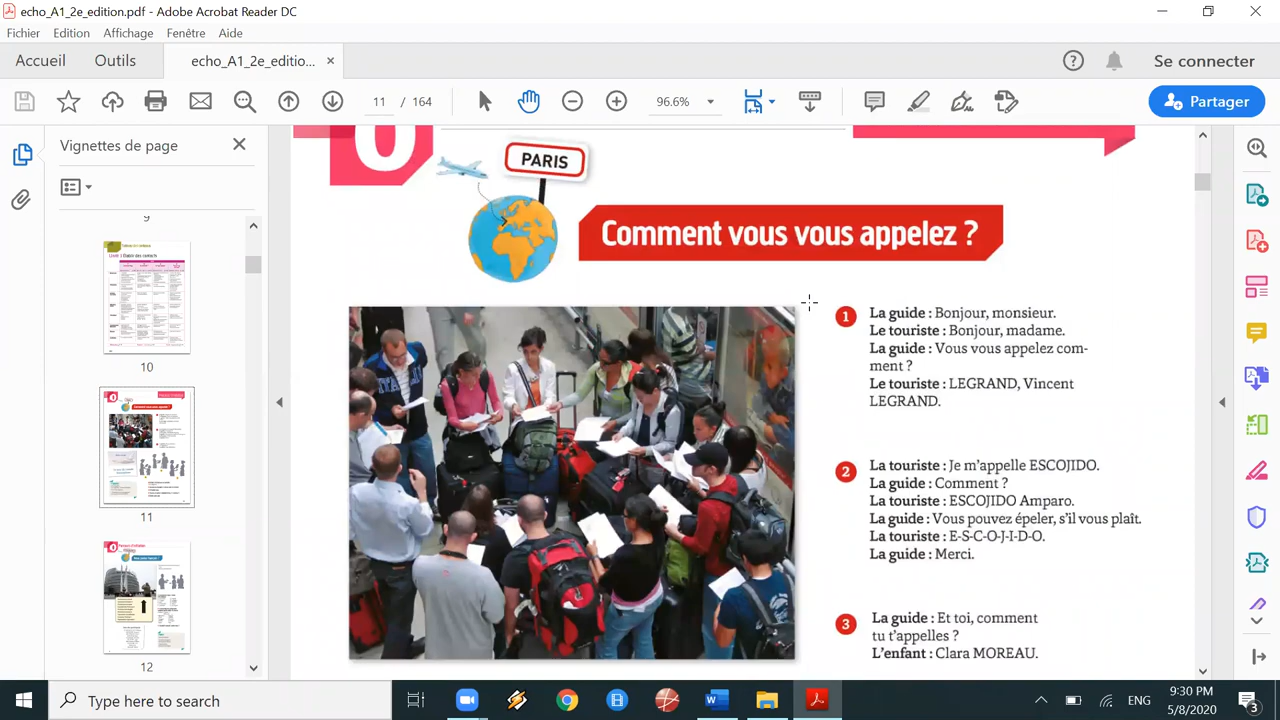 echo_A1_2e_edition.pdf - Adobe Acrobat Reader DC
Fichier Edition Affichage Fenêtre Aide
Accueil Outils echo_A1_2e_editio... × Se connecter
11 / 164 96.6% Partager
Vignettes de page
9
10
11
12
0
PARIS
Comment vous vous appelez ?
1 La guide : Bonjour, monsieur.
Le touriste : Bonjour, madame.
La guide : Vous vous appelez com-
ment ?
Le touriste : LEGRAND, Vincent
LEGRAND.
2 La touriste : Je m'appelle ESCOJIDO.
La guide : Comment ?
La touriste : ESCOJIDO Amparo.
La guide : Vous pouvez épeler, s'il vous plaît.
La touriste : E-S-C-O-J-I-D-O.
La guide : Merci.
3 La guide : Et toi, comment
tu t'appelles ?
L'enfant : Clara MOREAU.
Type here to search
ENG
9:30 PM
5/8/2020
3